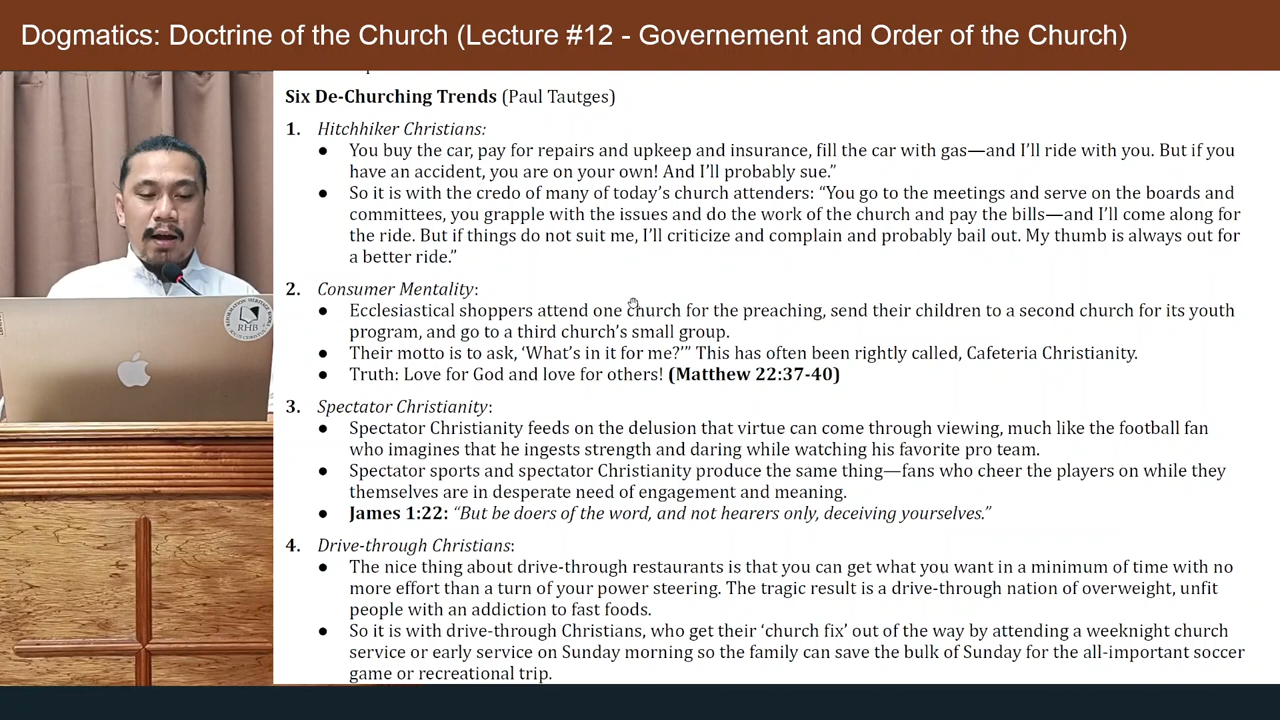 Dogmatics: Doctrine of the Church (Lecture #12 - Governement and Order of the Church)
Six De-Churching Trends (Paul Tautges)
1. Hitchhiker Christians:
● You buy the car, pay for repairs and upkeep and insurance, fill the car with gas—and I'll ride with you. But if you
have an accident, you are on your own! And I'll probably sue.”
● So it is with the credo of many of today's church attenders: “You go to the meetings and serve on the boards and
committees, you grapple with the issues and do the work of the church and pay the bills—and I'll come along for
the ride. But if things do not suit me, I'll criticize and complain and probably bail out. My thumb is always out for
a better ride.”
2. Consumer Mentality:
● Ecclesiastical shoppers attend one church for the preaching, send their children to a second church for its youth
program, and go to a third church's small group.
● Their motto is to ask, ‘What's in it for me?’” This has often been rightly called, Cafeteria Christianity.
● Truth: Love for God and love for others! (Matthew 22:37-40)
3. Spectator Christianity:
● Spectator Christianity feeds on the delusion that virtue can come through viewing, much like the football fan
who imagines that he ingests strength and daring while watching his favorite pro team.
● Spectator sports and spectator Christianity produce the same thing—fans who cheer the players on while they
themselves are in desperate need of engagement and meaning.
● James 1:22: “But be doers of the word, and not hearers only, deceiving yourselves.”
4. Drive-through Christians:
● The nice thing about drive-through restaurants is that you can get what you want in a minimum of time with no
more effort than a turn of your power steering. The tragic result is a drive-through nation of overweight, unfit
people with an addiction to fast foods.
● So it is with drive-through Christians, who get their ‘church fix’ out of the way by attending a weeknight church
service or early service on Sunday morning so the family can save the bulk of Sunday for the all-important soccer
game or recreational trip.
RHB